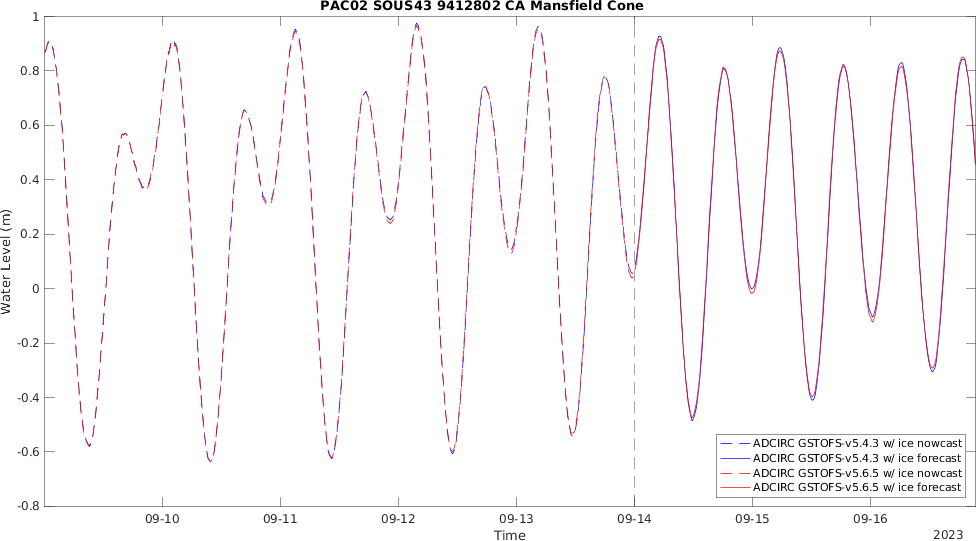 PAC02 SOUS43 9412802 CA Mansfield Cone
1
0.8
0.6
0.4
0.2
0
-0.2
-0.4
-0.6
-0.8
Water Level (m)
09-10
09-11
09-12
09-13
09-14
09-15
09-16
Time
2023
ADCIRC GSTOFS-v5.4.3 w/ ice nowcast
ADCIRC GSTOFS-v5.4.3 w/ ice forecast
ADCIRC GSTOFS-v5.6.5 w/ ice nowcast
ADCIRC GSTOFS-v5.6.5 w/ ice forecast